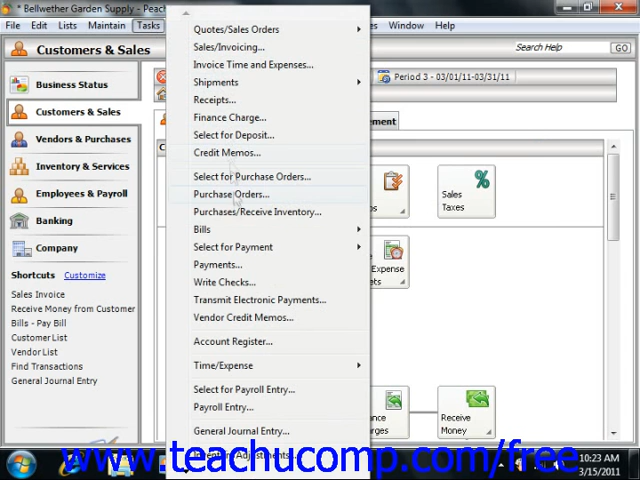 * Bellwether Garden Supply - Peach
File Edit Lists Maintain Tasks Window Help
Customers & Sales
Search Help GO
Business Status
Customers & Sales
Vendors & Purchases
Inventory & Services
Employees & Payroll
Banking
Company
Shortcuts Customize
Sales Invoice
Receive Money from Customer
Bills - Pay Bill
Customer List
Vendor List
Find Transactions
General Journal Entry
Quotes/Sales Orders
Sales/Invoicing...
Invoice Time and Expenses...
Shipments
Receipts...
Finance Charge...
Select for Deposit...
Credit Memos...
Select for Purchase Orders...
Purchase Orders...
Purchases/Receive Inventory...
Bills
Select for Payment
Payments...
Write Checks...
Transmit Electronic Payments...
Vendor Credit Memos...
Account Register...
Time/Expense
Select for Payroll Entry...
Payroll Entry...
General Journal Entry...
Inventory Adjustments...
Period 3 - 03/01/11-03/31/11
Sales
Taxes
Expense
Receive
Money
www.teachucomp.com/free
10:23 AM
3/15/2011